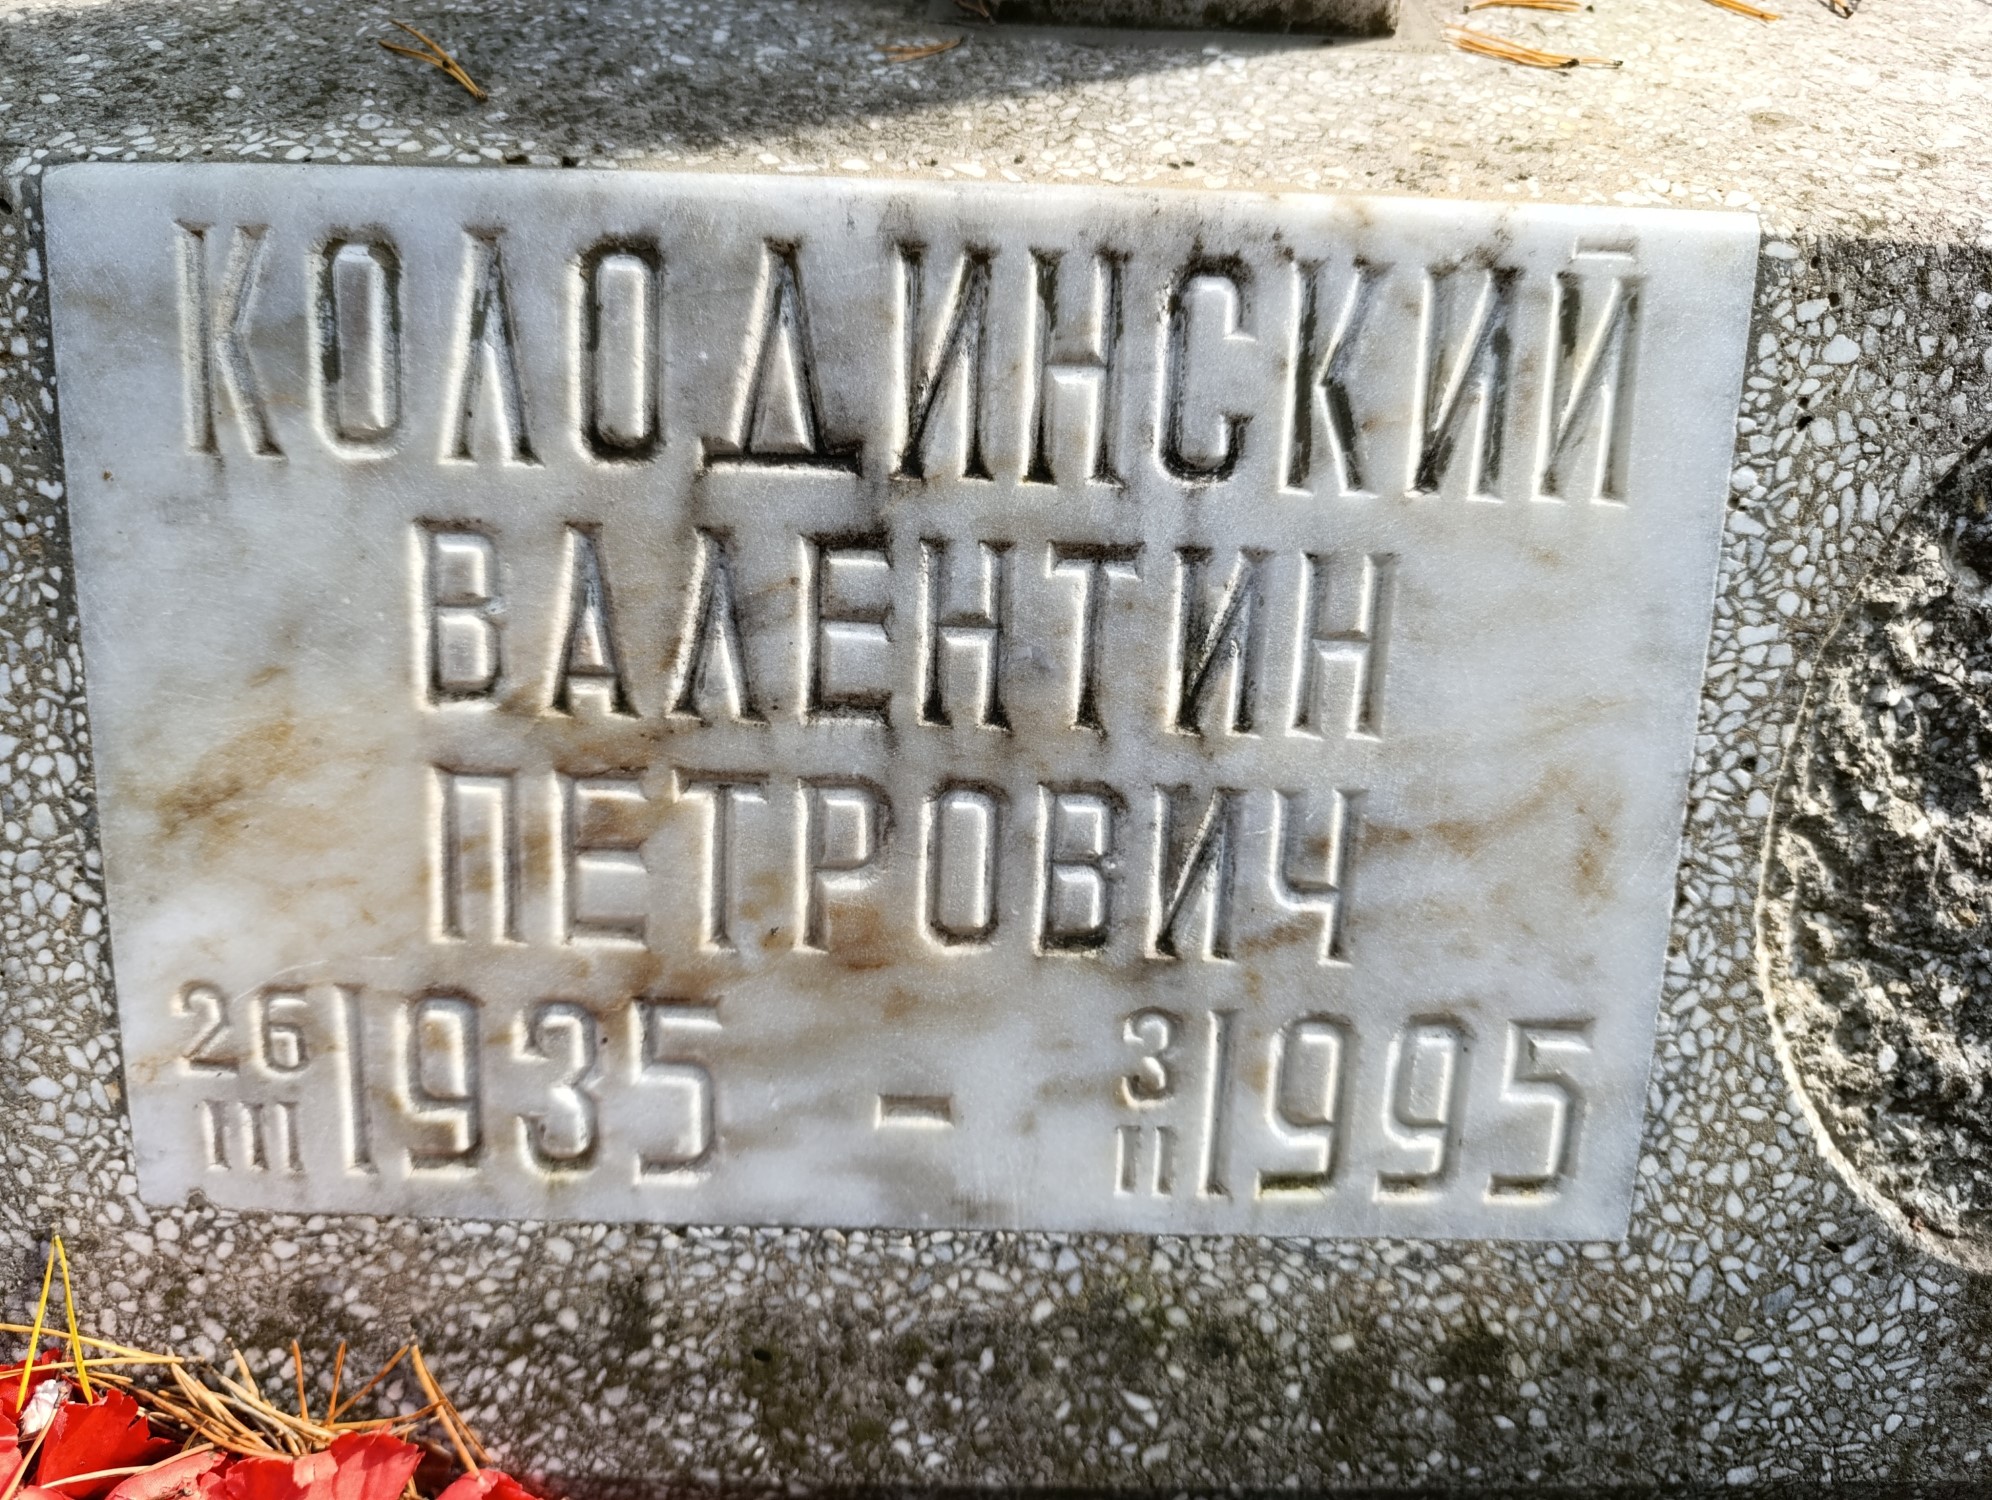 КОЛОДИНСКИЙ
ВАЛЕНТИН
ПЕТРОВИЧ
26 III 1935 - 3 II 1995